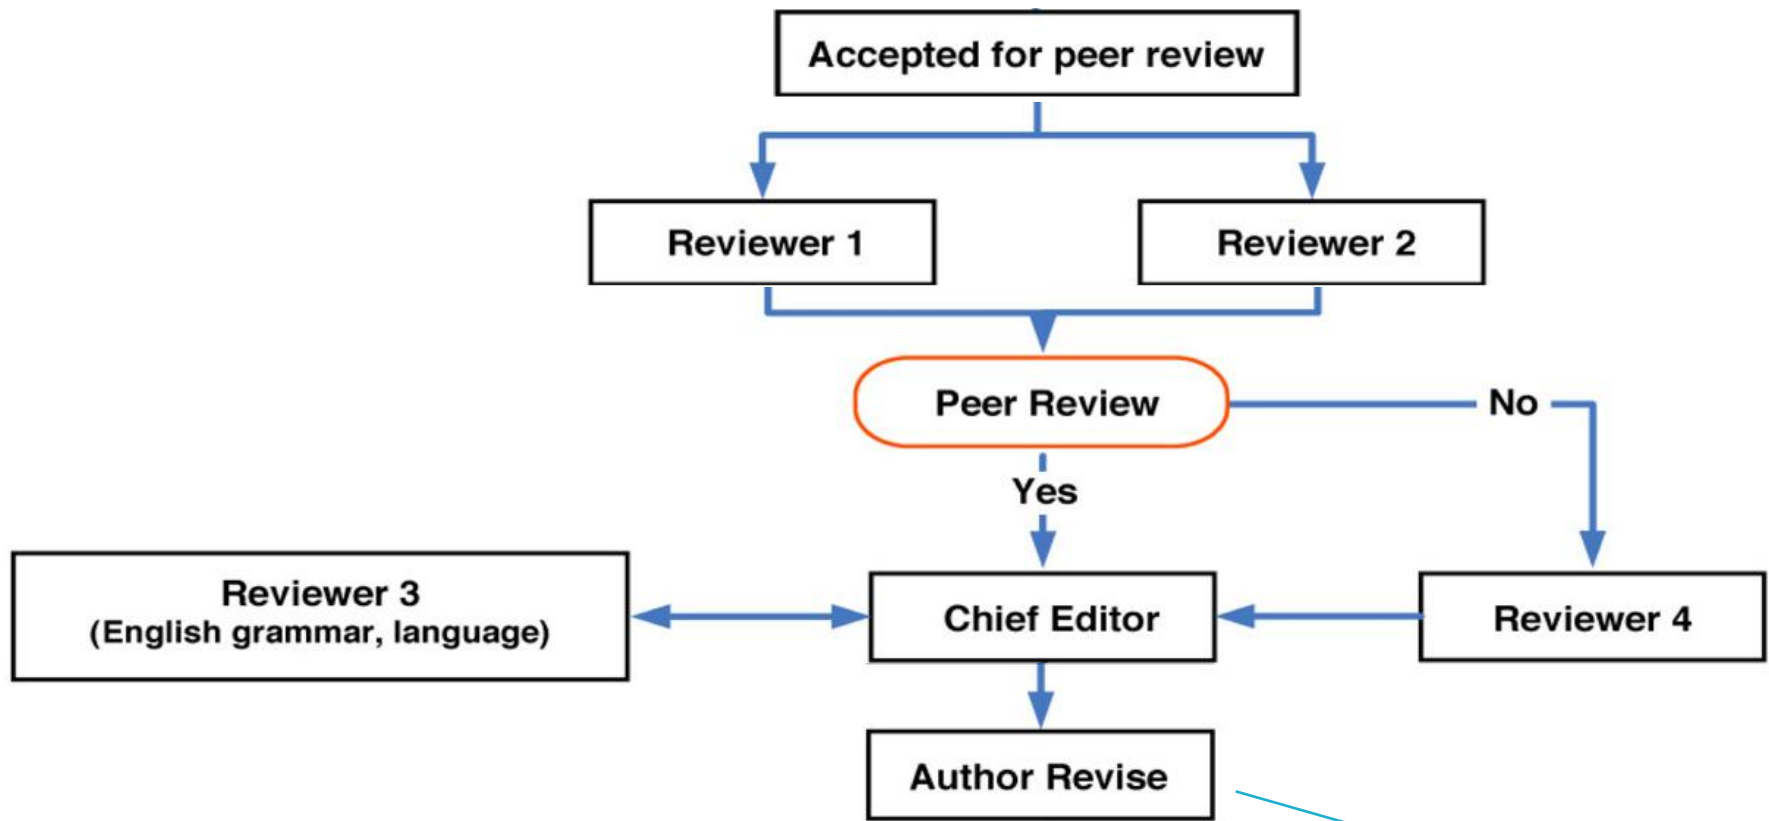 Accepted for peer review
Reviewer 1
Reviewer 2
Peer Review
No
Yes
Reviewer 3
(English grammar, language)
Chief Editor
Reviewer 4
Author Revise